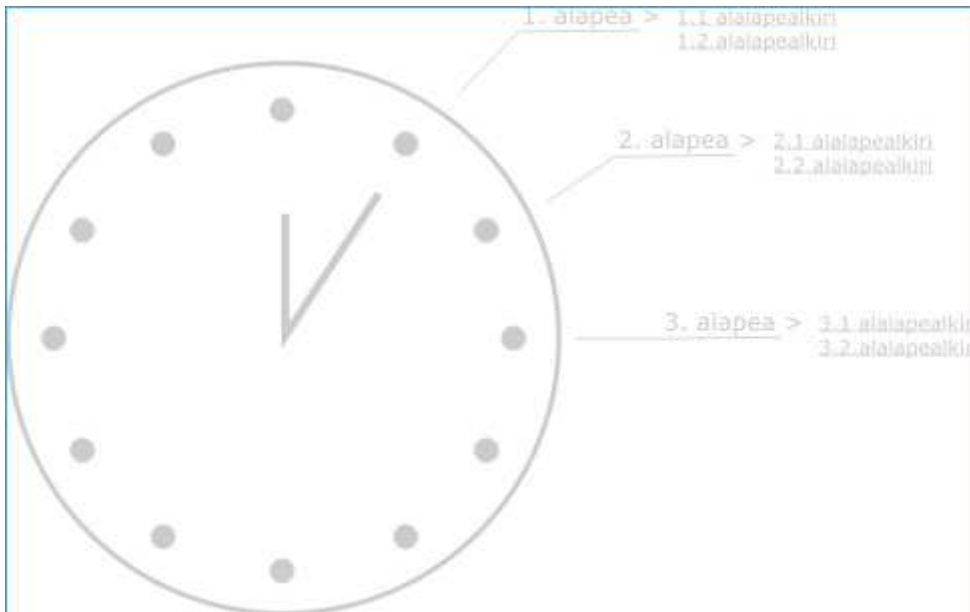 1. alapea > 1.1 alalapealkiri
1.2.alalapealkiri
2. alapea > 2.1 alalapealkiri
2.2.alalapealkiri
3. alapea > 3.1 alalapealkiri
3.2.alalapealkiri